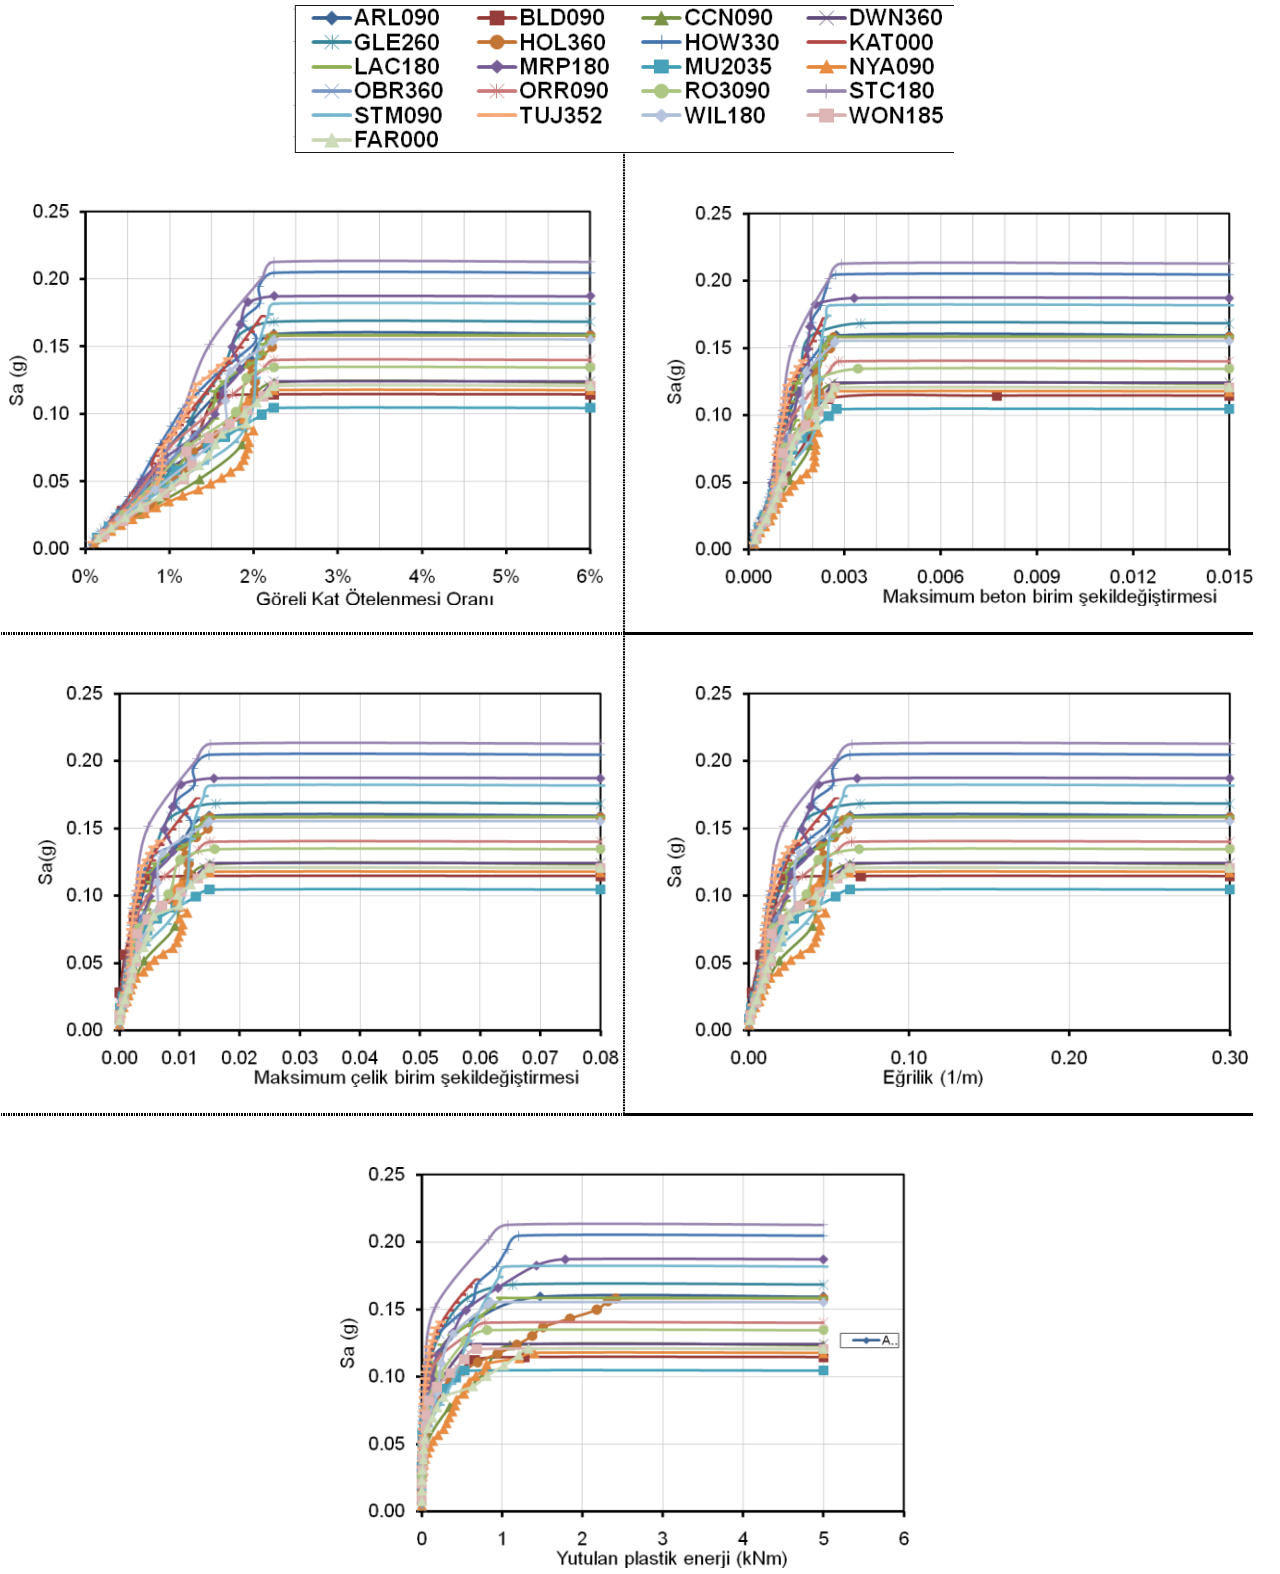 ARL090 BLD090 CCN090 DWN360
GLE260 HOL360 HOW330 KAT000
LAC180 MRP180 MU2035 NYA090
OBR360 ORR090 RO3090 STC180
STM090 TUJ352 WIL180 WON185
FAR000
0.25
0.20
0.15
0.10
0.05
0.00
Sa (g)
0% 1% 2% 3% 4% 5% 6%
Göreli Kat Ötelenmesi Oranı
0.25
0.20
0.15
0.10
0.05
0.00
Sa(g)
0.000 0.003 0.006 0.009 0.012 0.015
Maksimum beton birim şekildeğiştirmesi
0.25
0.20
0.15
0.10
0.05
0.00
Sa(g)
0.00 0.01 0.02 0.03 0.04 0.05 0.06 0.07 0.08
Maksimum çelik birim şekildeğiştirmesi
0.25
0.20
0.15
0.10
0.05
0.00
Sa (g)
0.00 0.10 0.20 0.30
Eğrilik (1/m)
0.25
0.20
0.15
0.10
0.05
0.00
Sa (g)
A..
0 1 2 3 4 5 6
Yutulan plastik enerji (kNm)